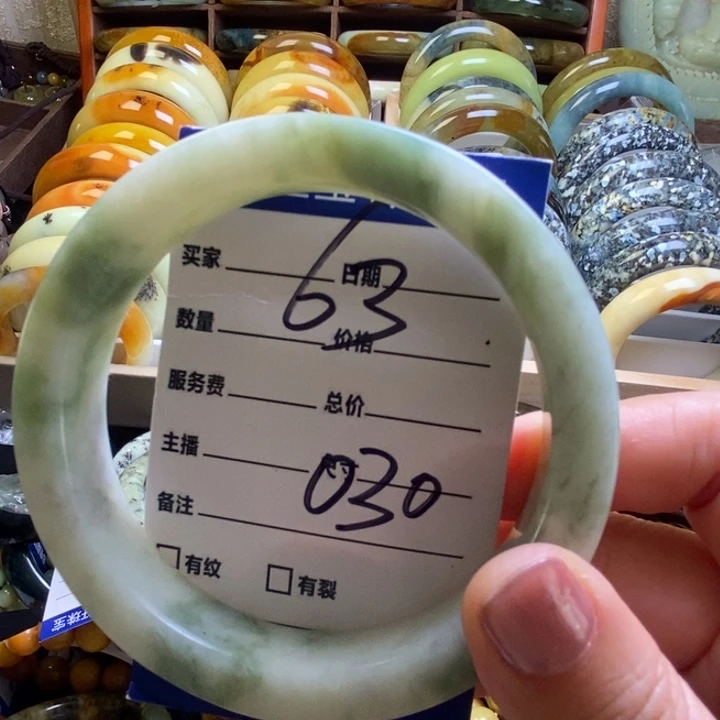 买家 日期
63
数量 价格
服务费 总价
主播
030
备注
有纹 有裂